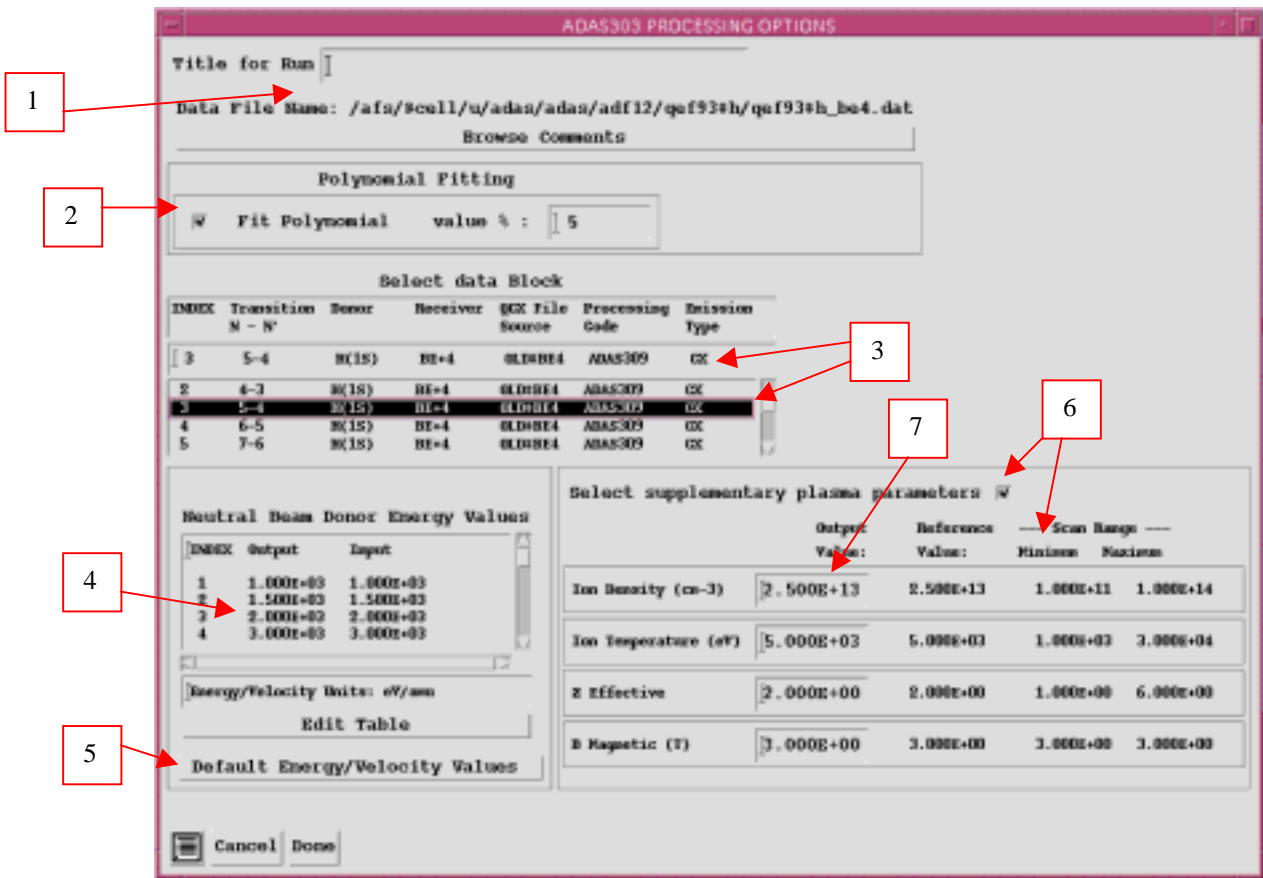 ADAS303 PROCESSING OPTIONS
Title for Run
1
Data File Name: /afs/#cell/u/adas/adas/adf12/qef93#h/qef93#h_be4.dat
Browse Comments
Polynomial Fitting
2
Fit Polynomial value % : 5
Select data Block
INDEX Transition Donor Receiver QCX File Processing Emission
N - N' Source Code Type
3 5-4 H(1S) BE+4 OLD#BE4 ADAS309 CX
3
2 4-3 H(1S) BE+4 OLD#BE4 ADAS309 CX
3 5-4 H(1S) BE+4 OLD#BE4 ADAS309 CX
4 6-5 H(1S) BE+4 OLD#BE4 ADAS309 CX
5 7-6 H(1S) BE+4 OLD#BE4 ADAS309 CX
7
6
Neutral Beam Donor Energy Values
INDEX Output Input
1 1.000E+03 1.000E+03
2 1.500E+03 1.500E+03
3 2.000E+03 2.000E+03
4 3.000E+03 3.000E+03
4
Energy/Velocity Units: eV/amu
Edit Table
5
Default Energy/Velocity Values
Select supplementary plasma parameters
Output Reference --- Scan Range ---
Value: Value: Minimum Maximum
Ion Density (cm-3) 2.500E+13 2.500E+13 1.000E+11 1.000E+14
Ion Temperature (eV) 5.000E+03 5.000E+03 1.000E+03 3.000E+04
Z Effective 2.000E+00 2.000E+00 1.000E+00 6.000E+00
B Magnetic (T) 3.000E+00 3.000E+00 3.000E+00 3.000E+00
Cancel Done